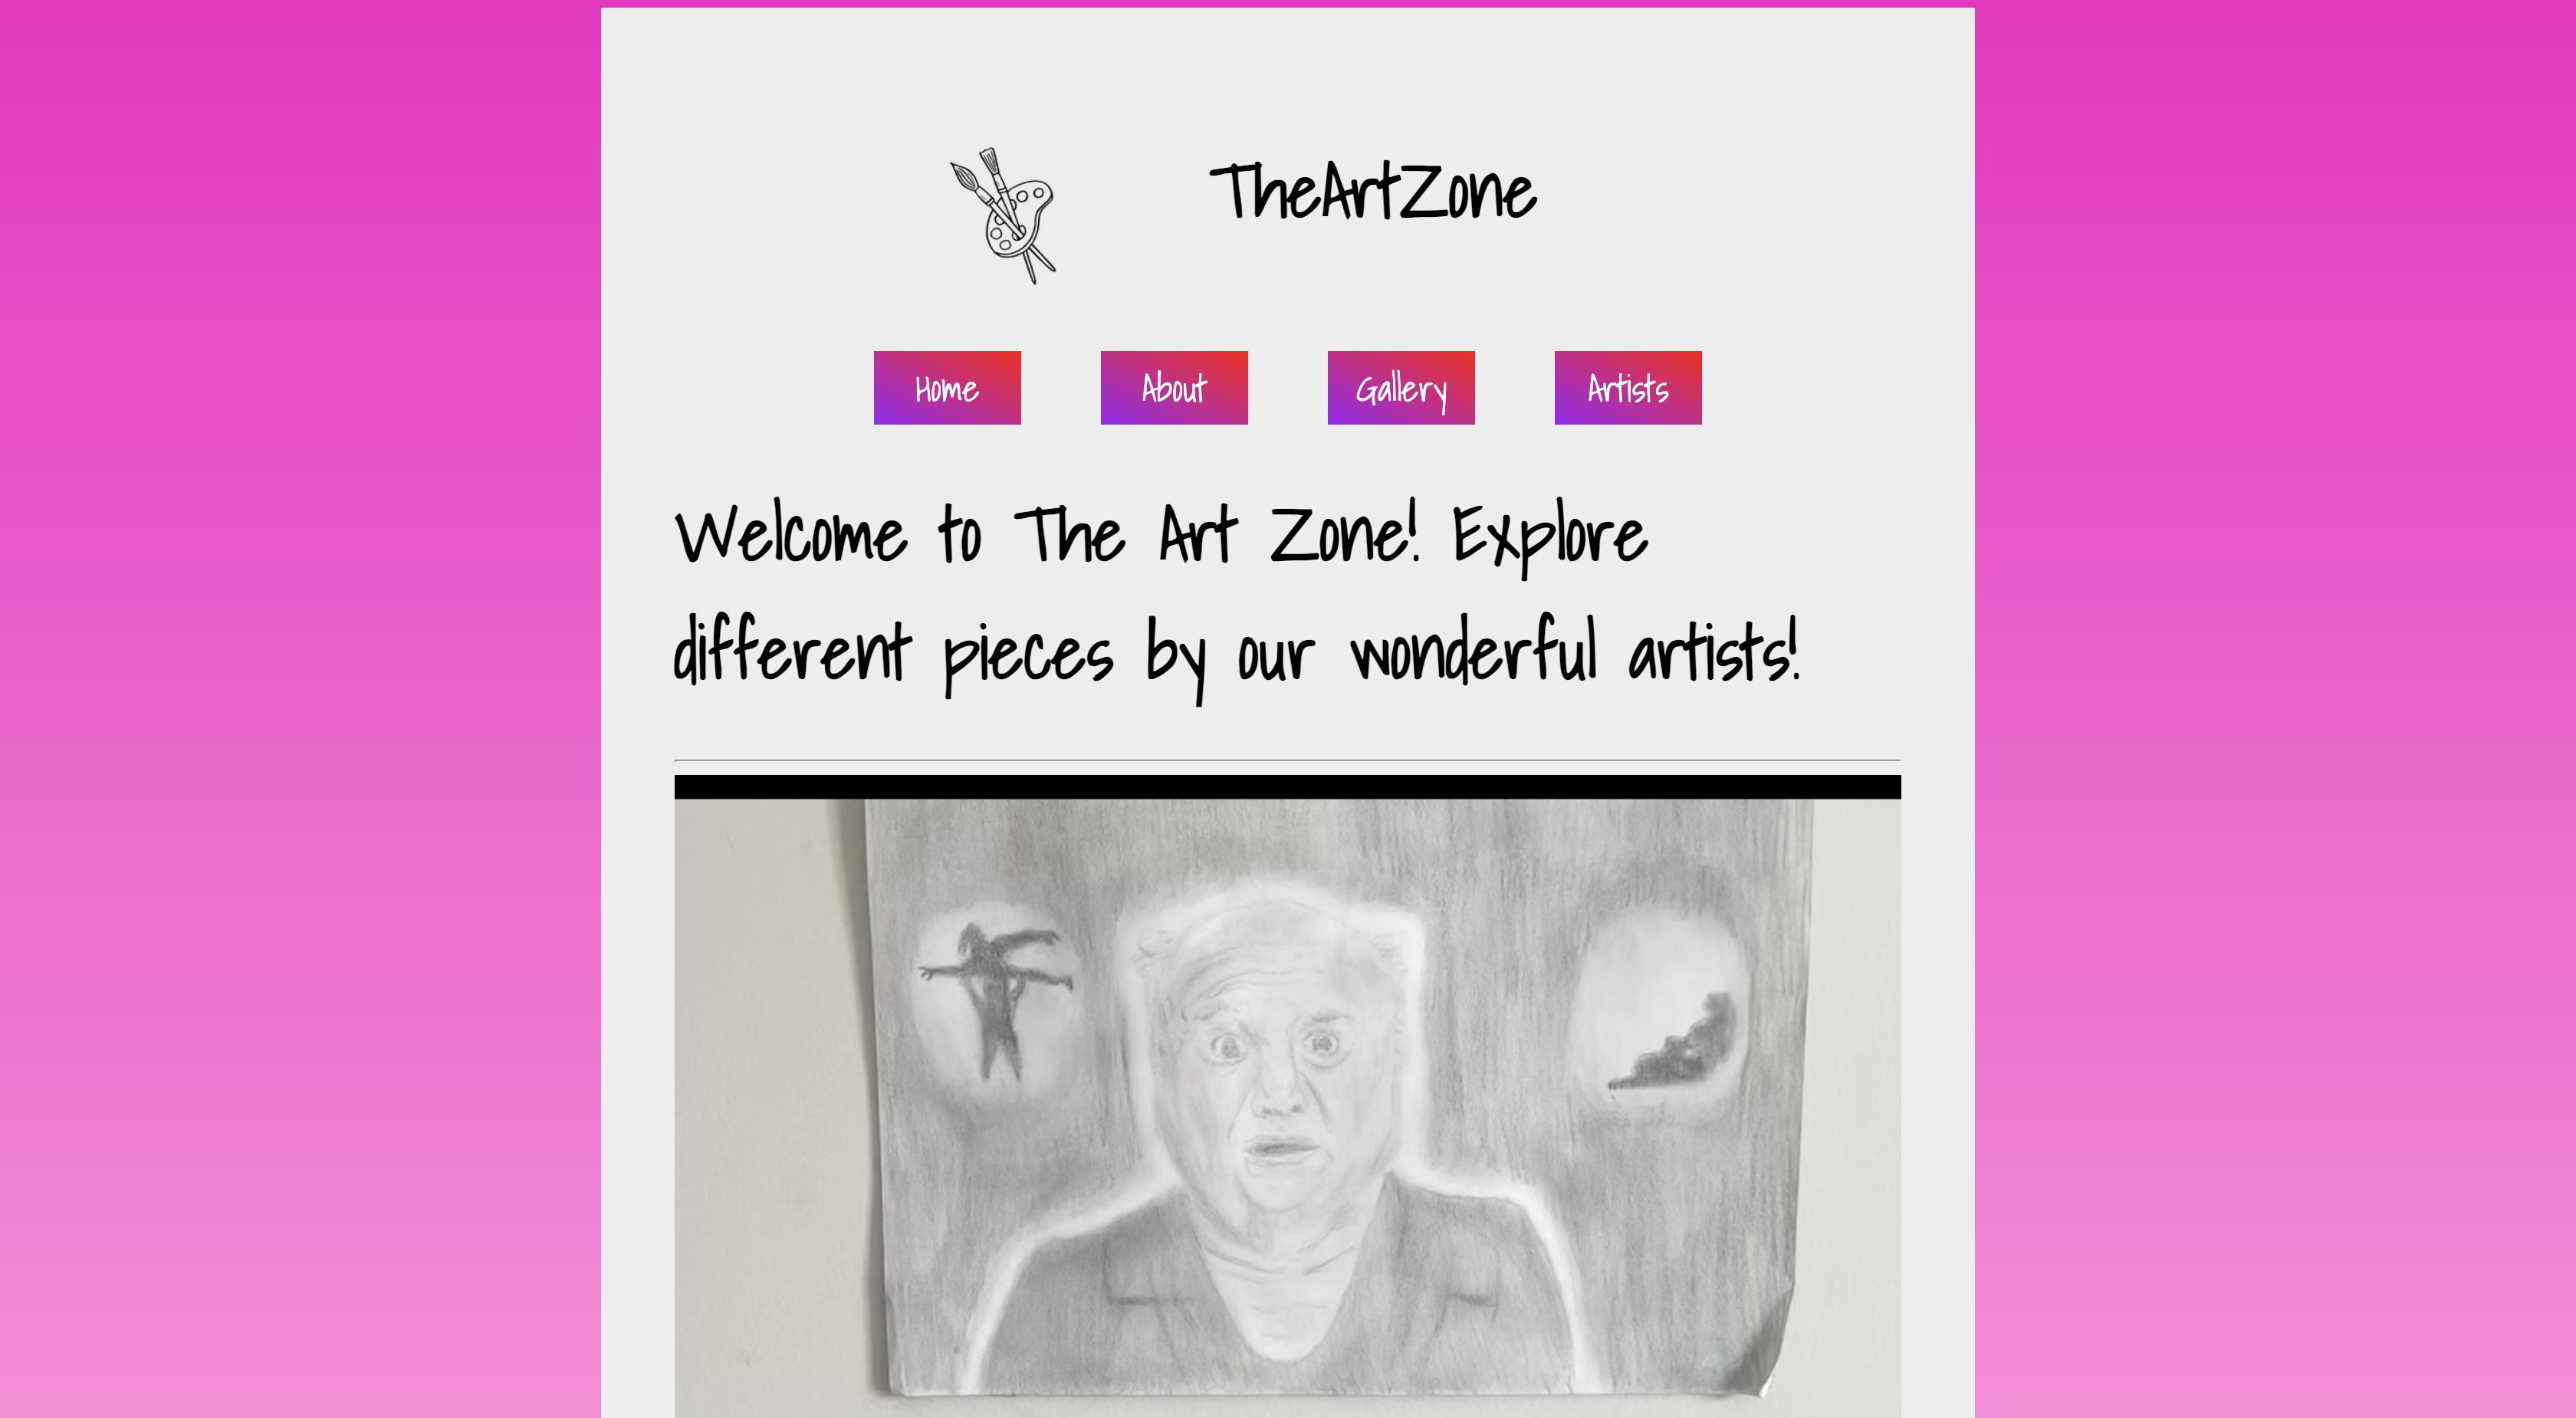 TheArtZone
Home
About
Gallery
Artists
Welcome to The Art Zone! Explore
different pieces by our wonderful artists!